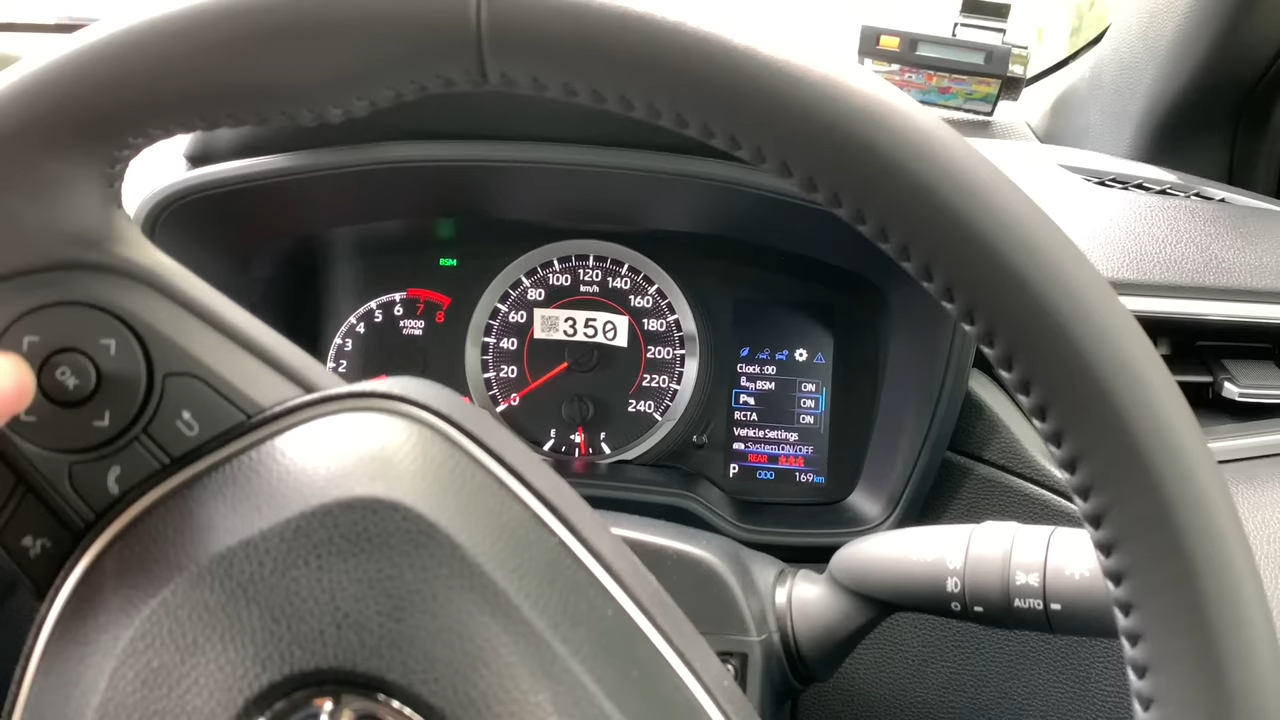 BSM
2
3
4
5
6
7
8
x1000
r/min
0
20
40
60
80
100
120
140
160
180
200
220
240
km/h
350
E
F
Clock :00
BSM ON
P ON
RCTA ON
Vehicle Settings
:System ON/OFF
REAR
P
ODO 169km
OK
AUTO